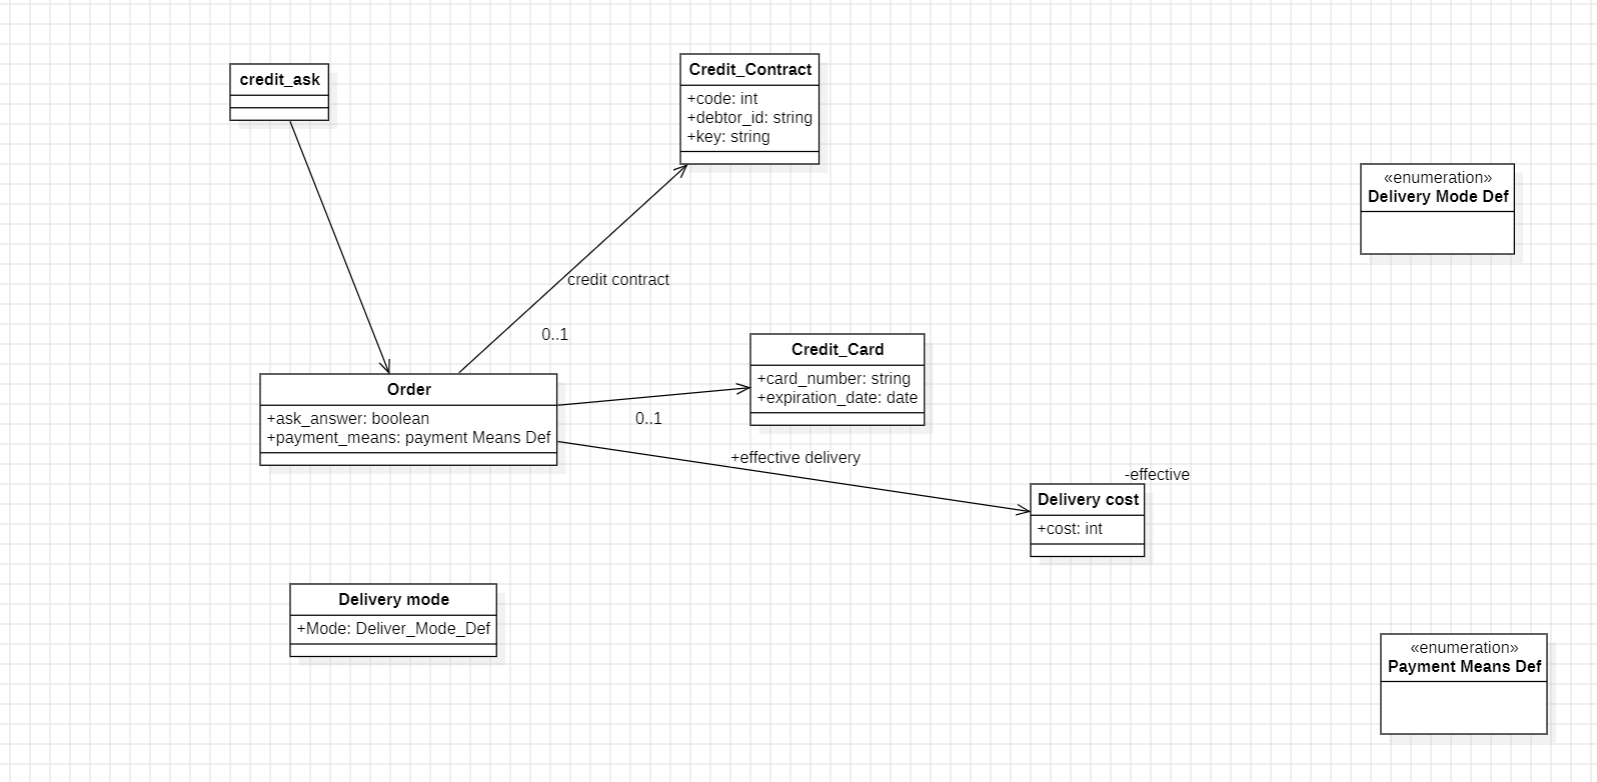 credit_ask
Credit_Contract
+code: int
+debtor_id: string
+key: string
«enumeration»
Delivery Mode Def
credit contract
0..1
Credit_Card
+card_number: string
+expiration_date: date
Order
+ask_answer: boolean
+payment_means: payment Means Def
0..1
+effective delivery
-effective
Delivery cost
+cost: int
Delivery mode
+Mode: Deliver_Mode_Def
«enumeration»
Payment Means Def